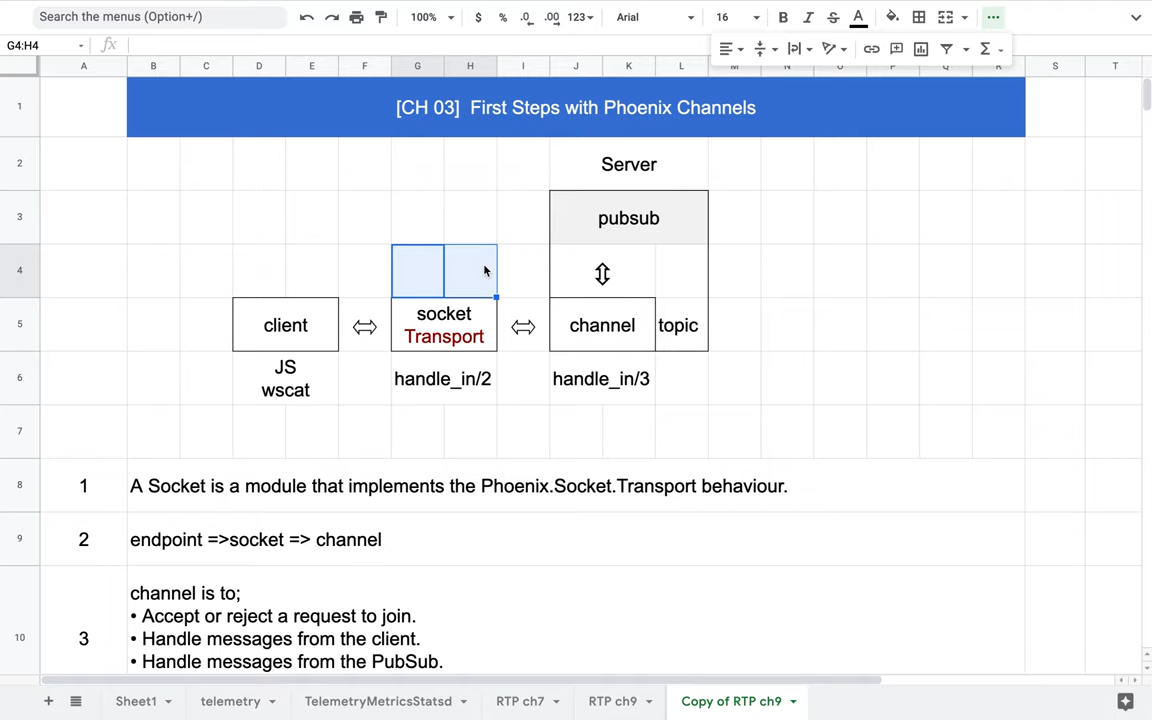 Search the menus (Option+/)
100%
$ % .0 .00 123
Arial
16
B I S A
G4:H4
fx
A B C D E F G H I J K L M N O P Q R S T
1 [CH 03] First Steps with Phoenix Channels
2 Server
3 pubsub
4
5 client socket channel topic
Transport
6 JS handle_in/2 handle_in/3
wscat
7
8 1 A Socket is a module that implements the Phoenix.Socket.Transport behaviour.
9 2 endpoint =>socket => channel
channel is to;
• Accept or reject a request to join.
10 3 • Handle messages from the client.
• Handle messages from the PubSub.
+ Sheet1 telemetry TelemetryMetricsStatsd RTP ch7 RTP ch9 Copy of RTP ch9